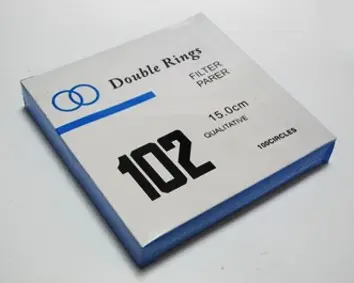 Double Rings
FILTER
PARER
15.0cm
QUALITATIVE
102
100CIRCLES